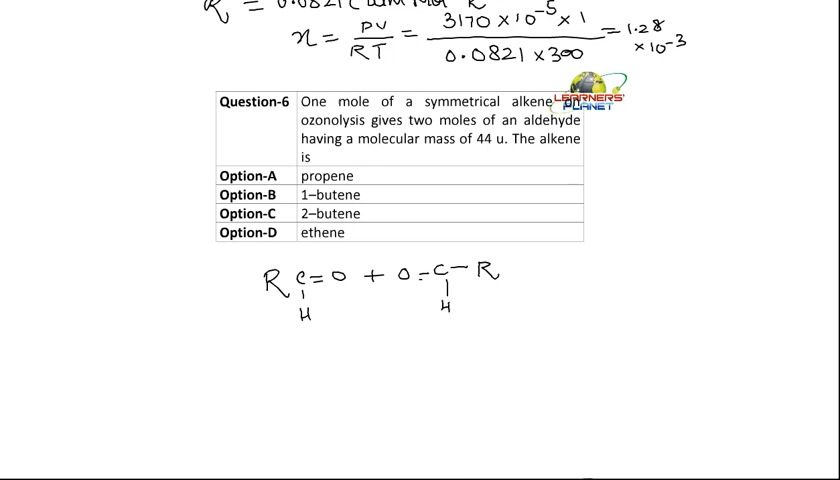 R = 0.0821
n = PV / RT = 3170 × 10⁻⁵ × 1 / 0.0821 × 300 = 1.28 × 10⁻³
LEARNERS' PLANET
Question-6 One mole of a symmetrical alkene on
ozonolysis gives two moles of an aldehyde
having a molecular mass of 44 u. The alkene
is
Option-A propene
Option-B 1–butene
Option-C 2–butene
Option-D ethene
R C = O + O = C – R
H H